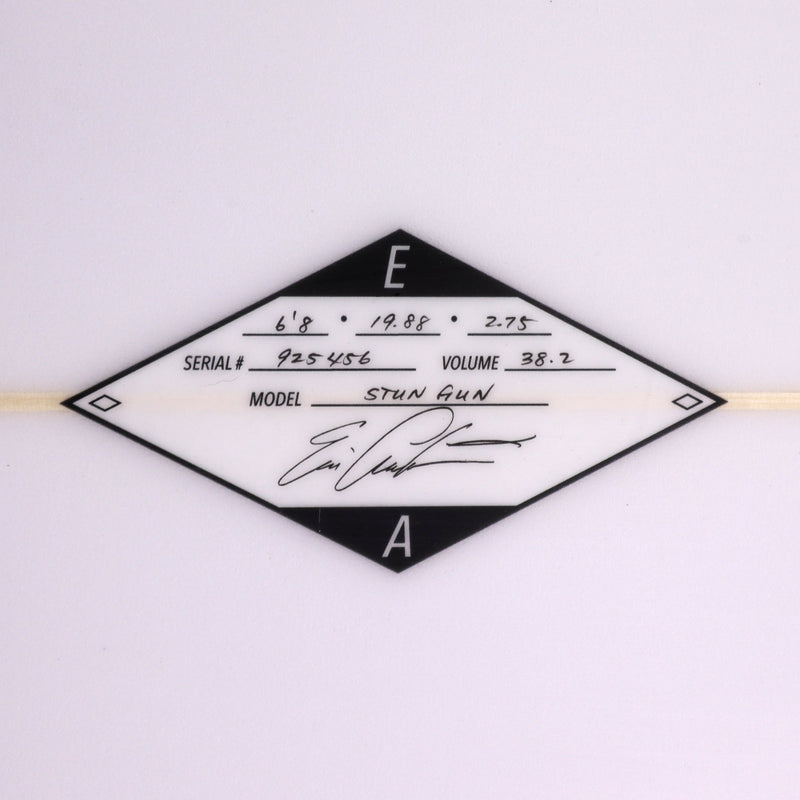 E
6'8 • 19.88 • 2.75
SERIAL # 925456 VOLUME 38.2
MODEL STUN GUN
A